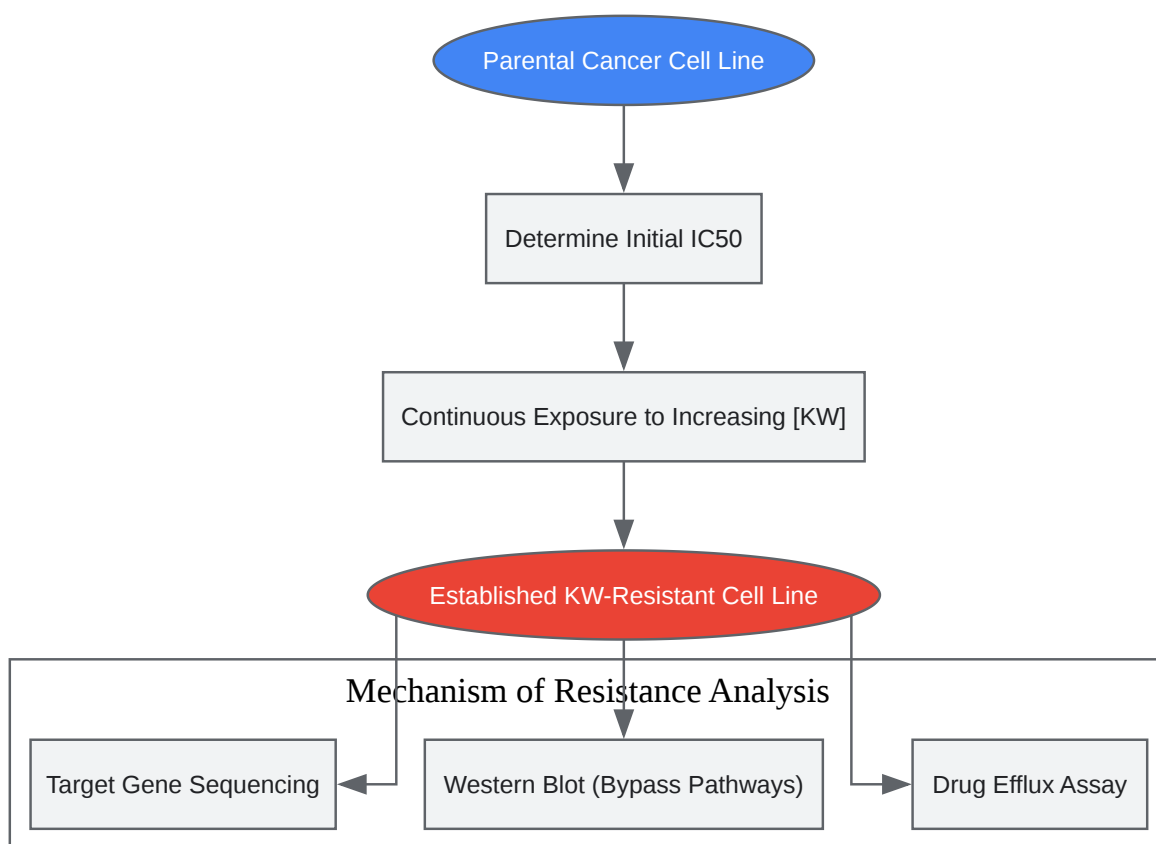 Parental Cancer Cell Line
Determine Initial IC50
Continuous Exposure to Increasing [KW]
Established KW-Resistant Cell Line
Mechanism of Resistance Analysis
Target Gene Sequencing
Western Blot (Bypass Pathways)
Drug Efflux Assay